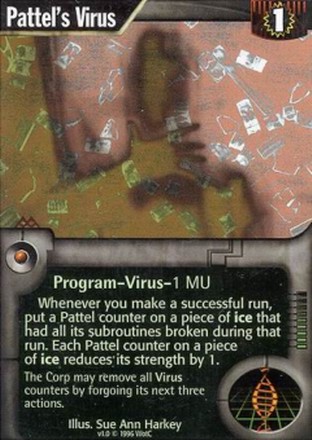 Pattel's Virus
1
Program-Virus-1 MU
Whenever you make a successful run,
put a Pattel counter on a piece of ice that
had all its subroutines broken during that
run. Each Pattel counter on a piece
of ice reduces its strength by 1.
The Corp may remove all Virus
counters by forgoing its next three
actions.
Illus. Sue Ann Harkey
v1.0 © 1996 WotC